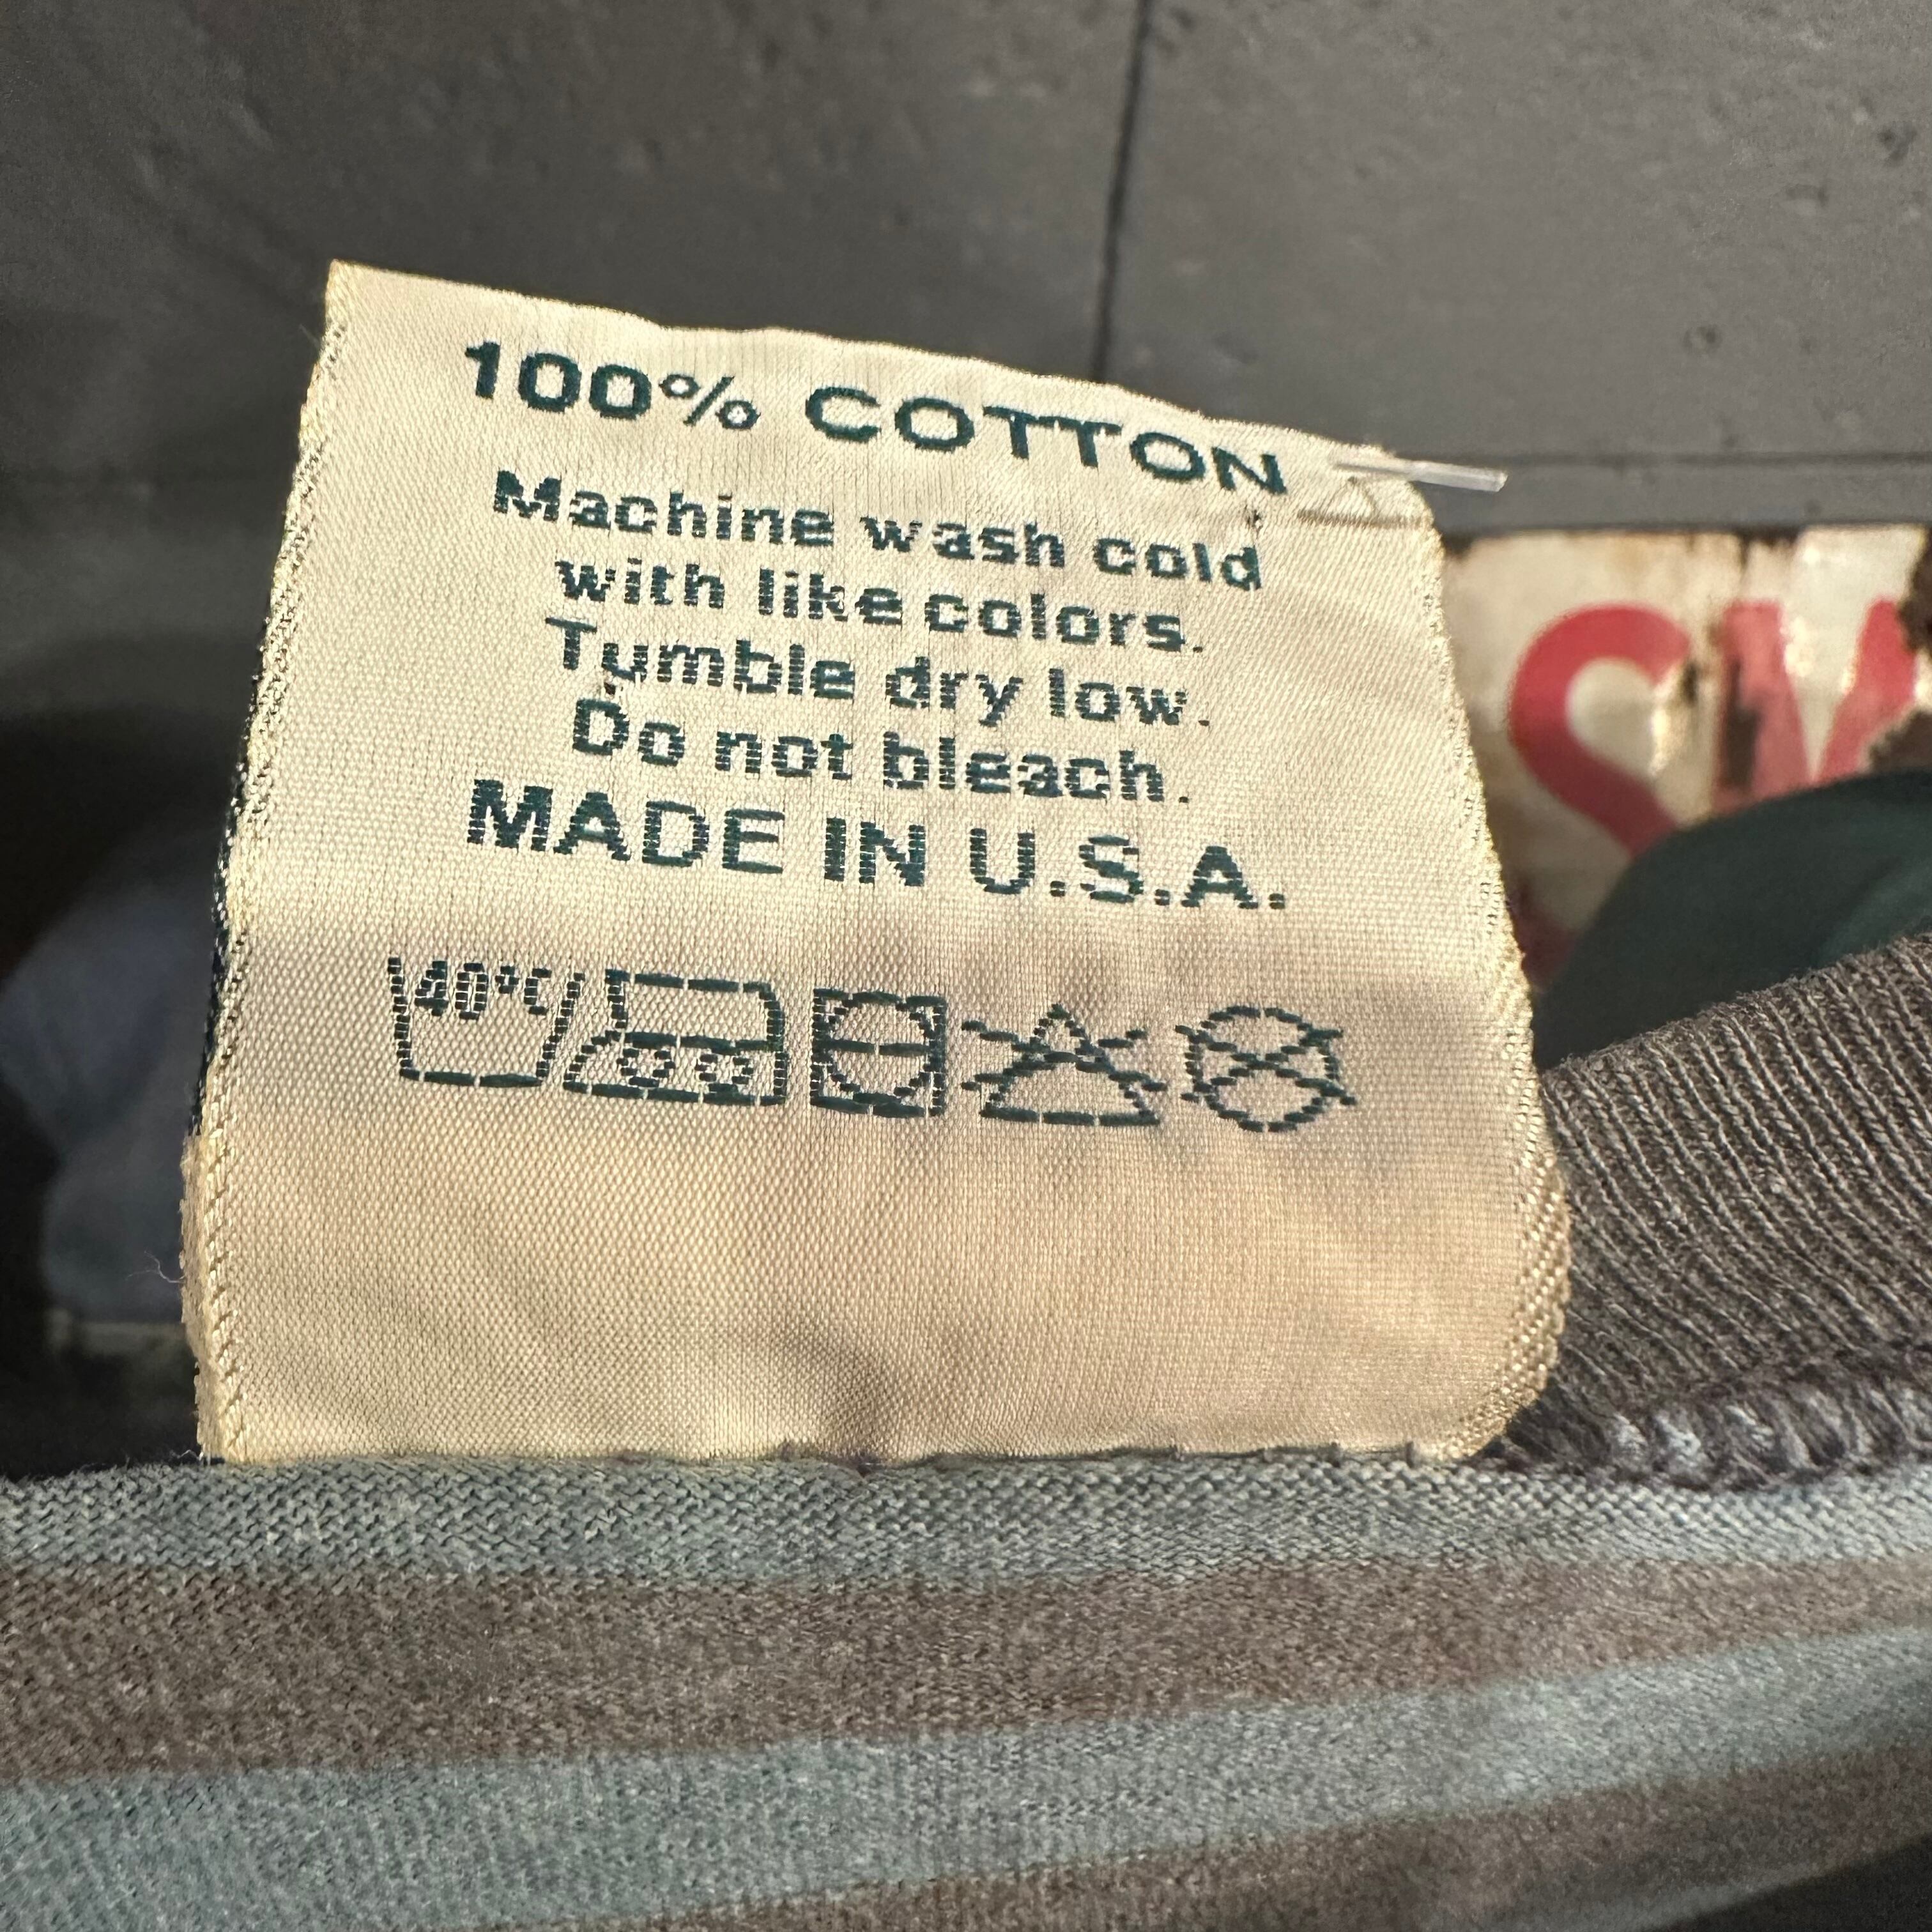 100% COTTON
Machine wash cold
with like colors.
Tumble dry low.
Do not bleach.
MADE IN U.S.A.
40°C